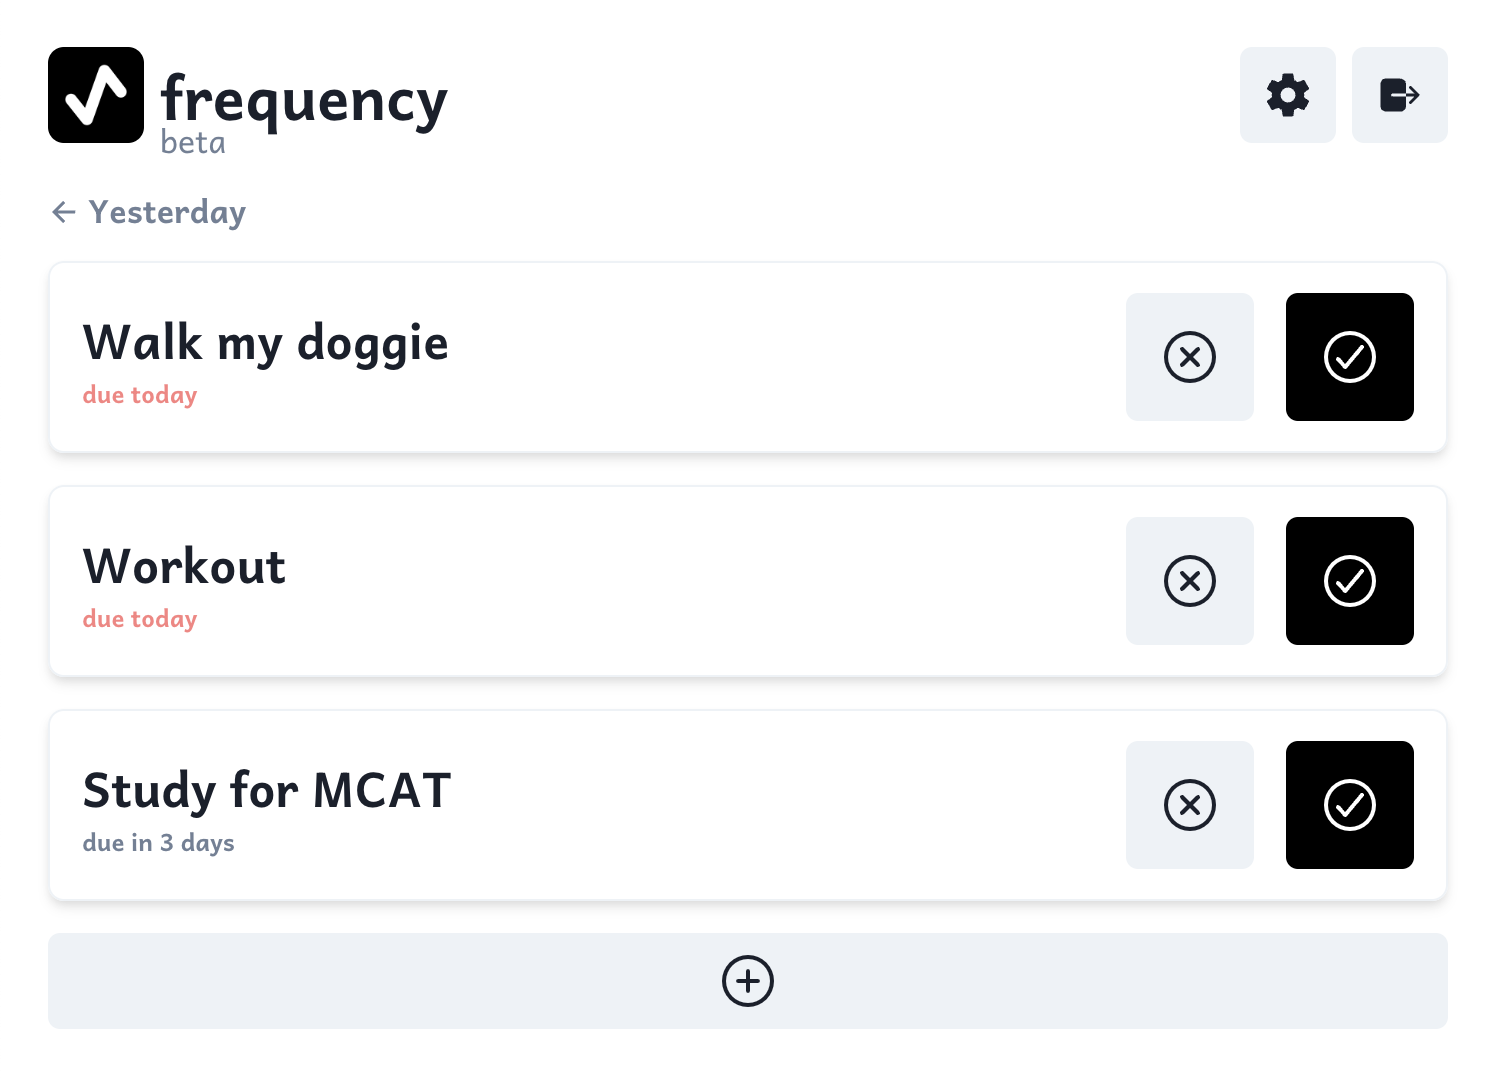 frequency
beta
← Yesterday
Walk my doggie
due today
Workout
due today
Study for MCAT
due in 3 days